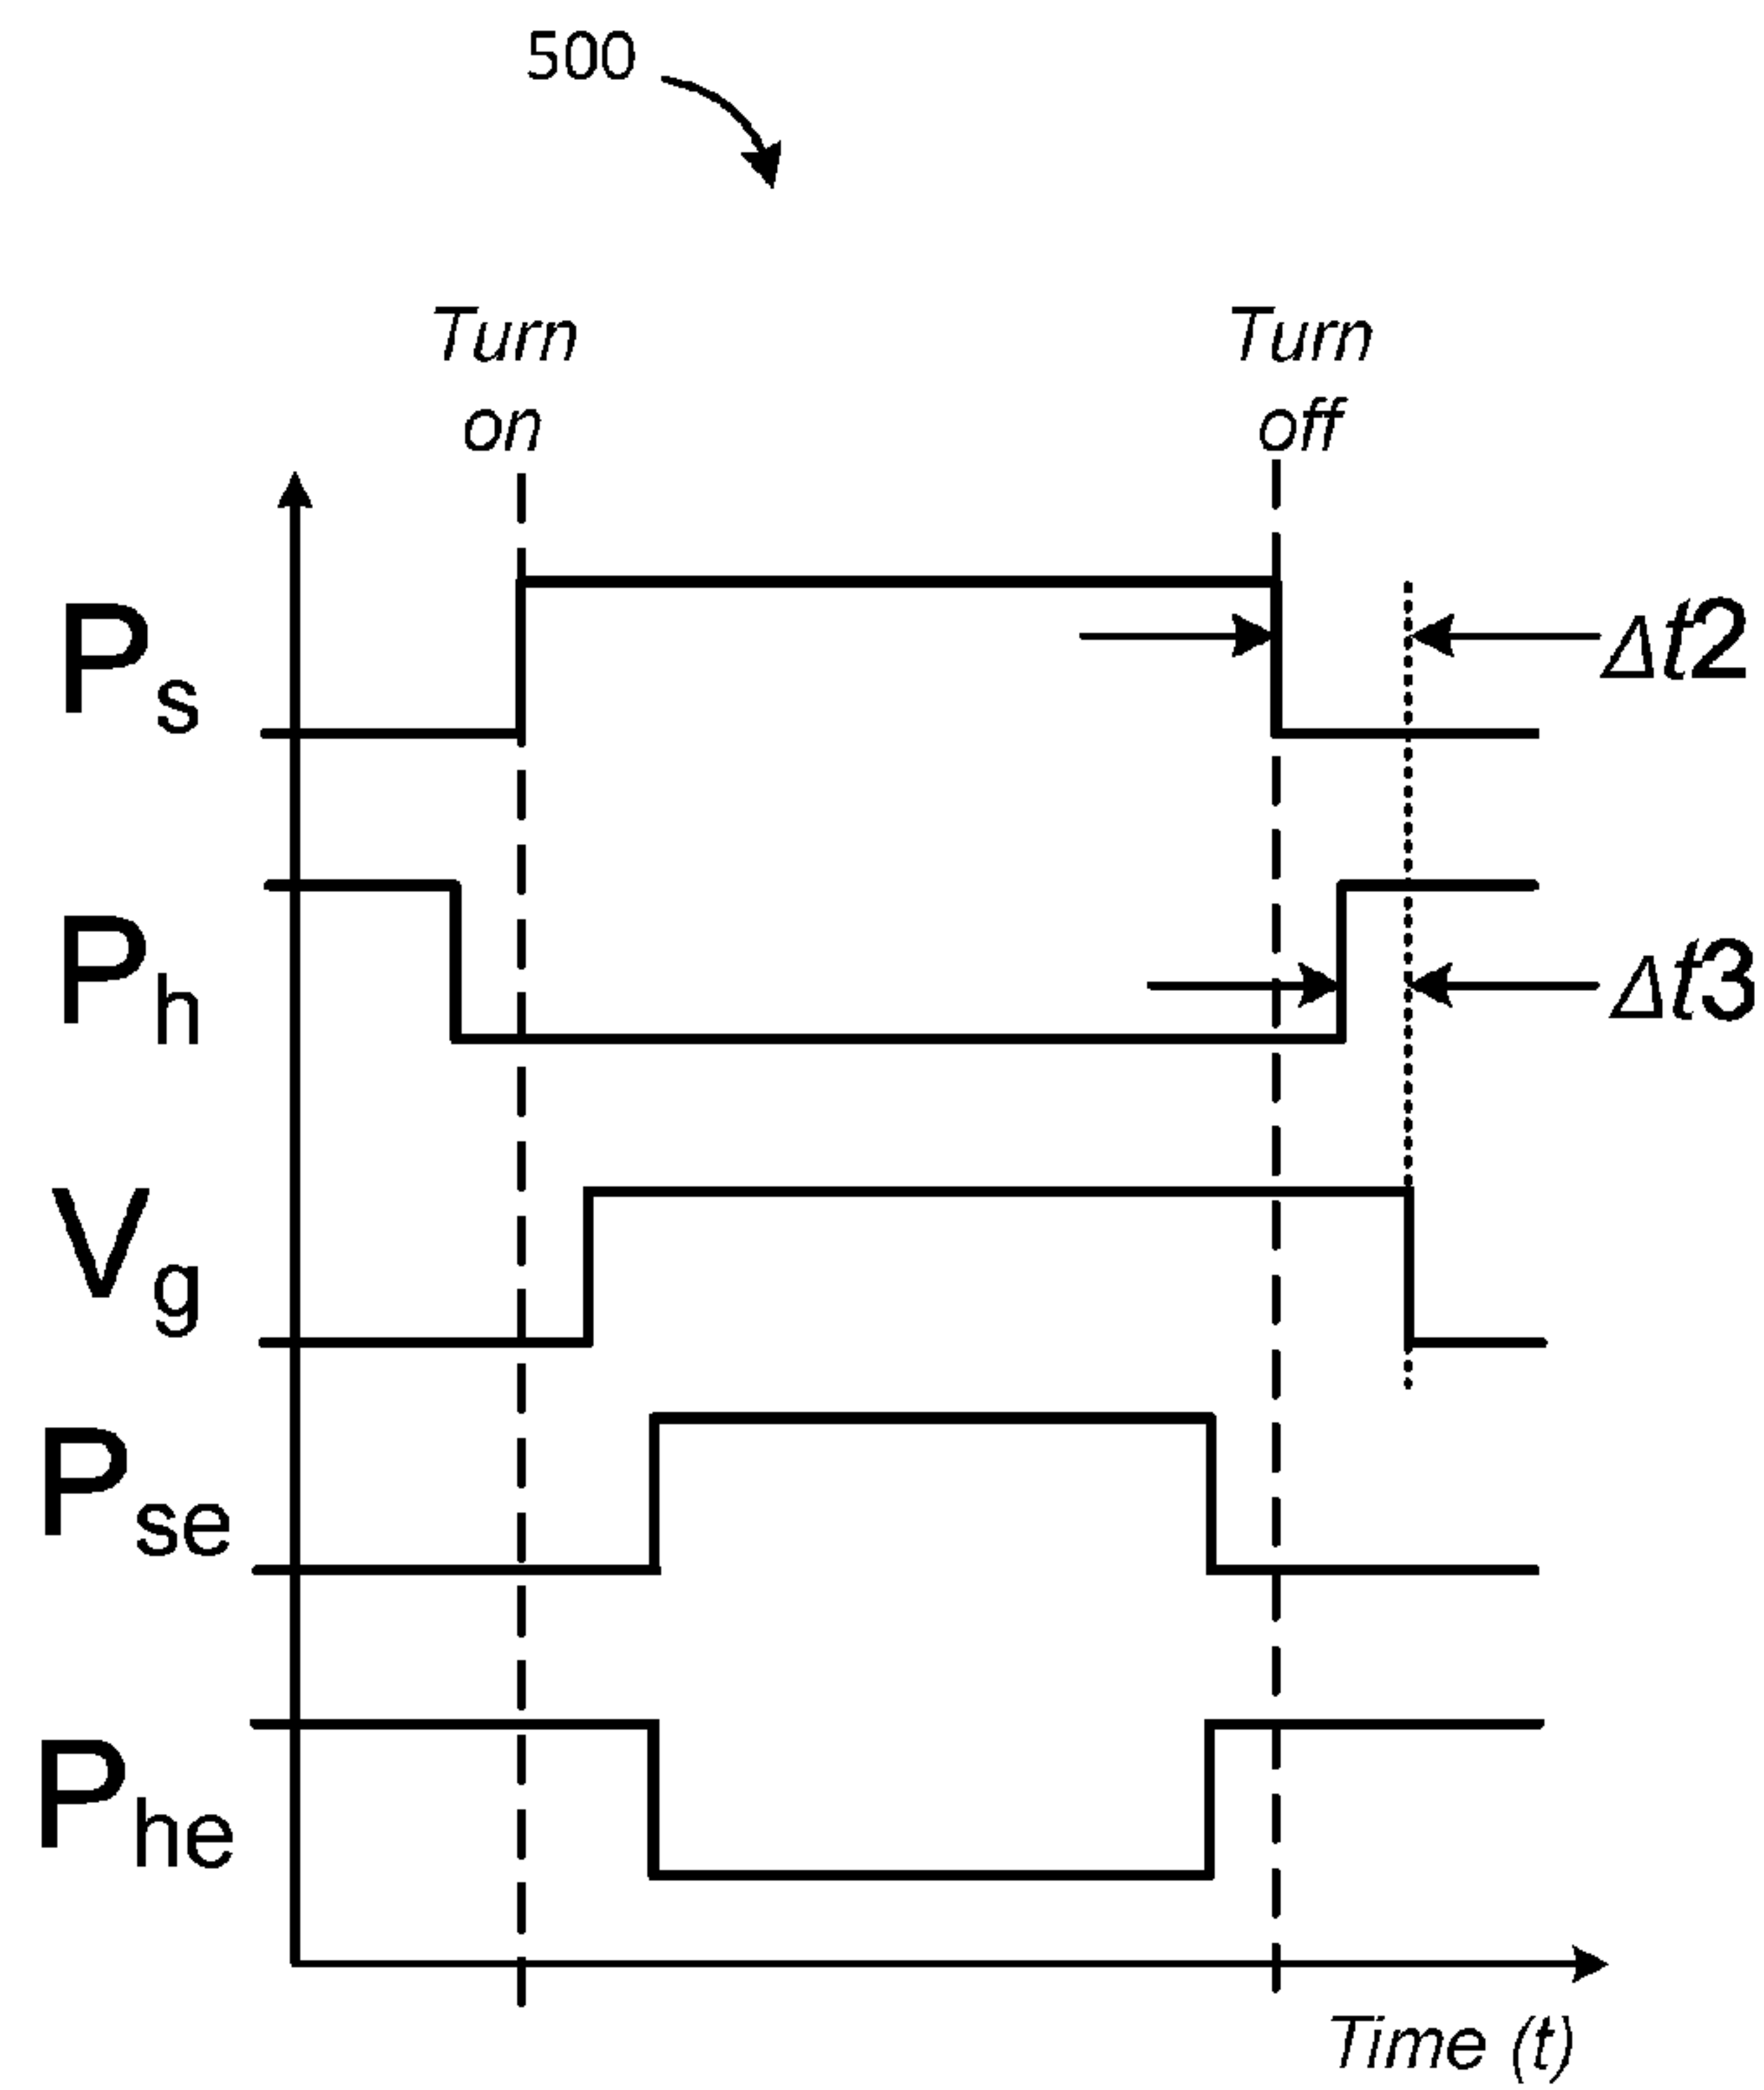 500
Turn on
Turn off
Ps
Δt2
Ph
Δt3
Vg
Pse
Phe
Time (t)